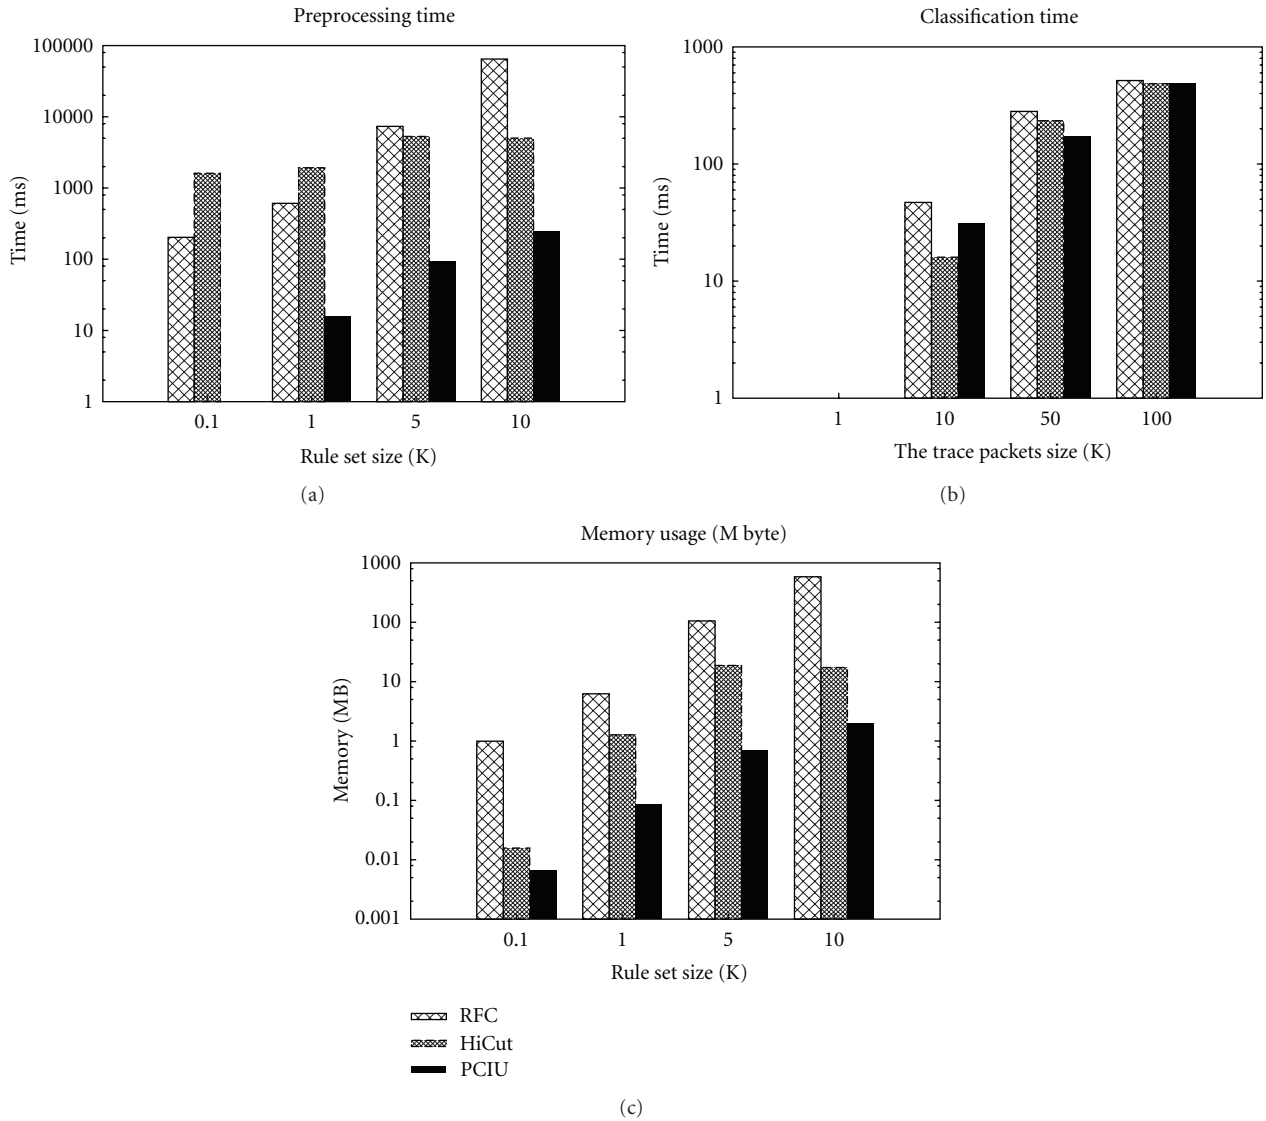 Preprocessing time
100000
10000
1000
100
10
1
Time (ms)
0.1 1 5 10
Rule set size (K)
(a)
Classification time
1000
100
10
1
Time (ms)
1 10 50 100
The trace packets size (K)
(b)
Memory usage (M byte)
1000
100
10
1
0.1
0.01
0.001
Memory (MB)
0.1 1 5 10
Rule set size (K)
RFC
HiCut
PCIU
(c)